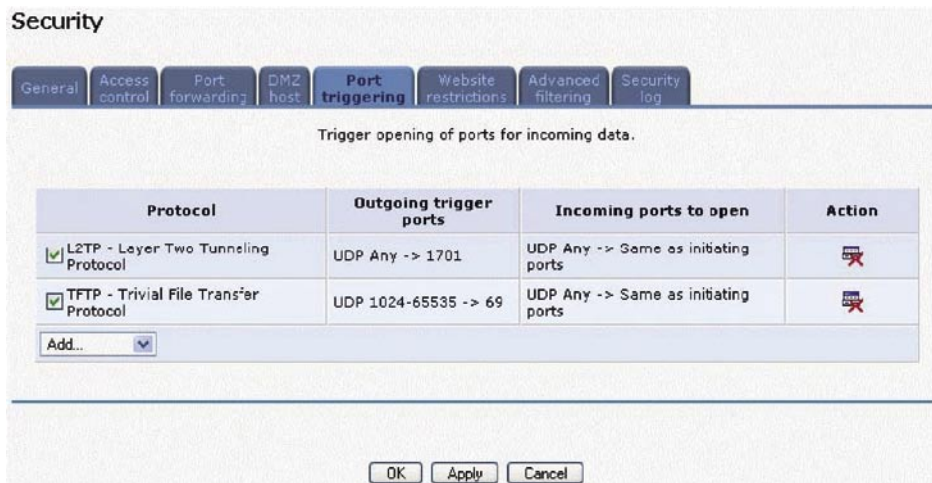 Security
General
Access
control
Port
forwarding
DMZ
host
Port
triggering
Website
restrictions
Advanced
filtering
Security
log
Trigger opening of ports for incoming data.
Protocol
Outgoing trigger
ports
Incoming ports to open
Action
L2TP - Layer Two Tunneling
Protocol
UDP Any -> 1701
UDP Any -> Same as initiating
ports
TFTP - Trivial File Transfer
Protocol
UDP 1024-65535 -> 69
UDP Any -> Same as initiating
ports
Add...
OK
Apply
Cancel